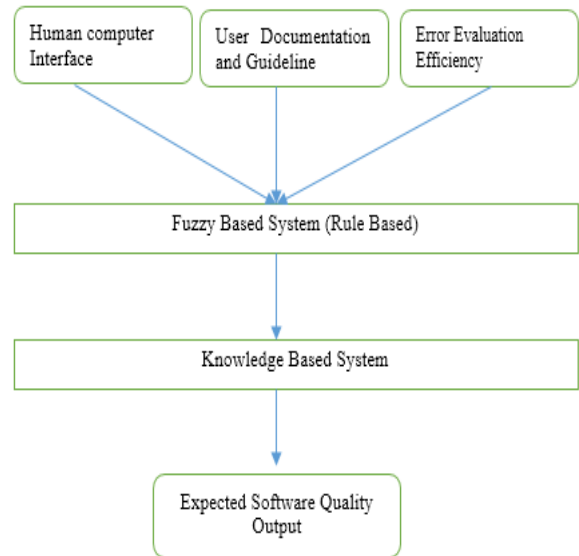 Human computer
Interface
User Documentation
and Guideline
Error Evaluation
Efficiency
Fuzzy Based System (Rule Based)
Knowledge Based System
Expected Software Quality
Output